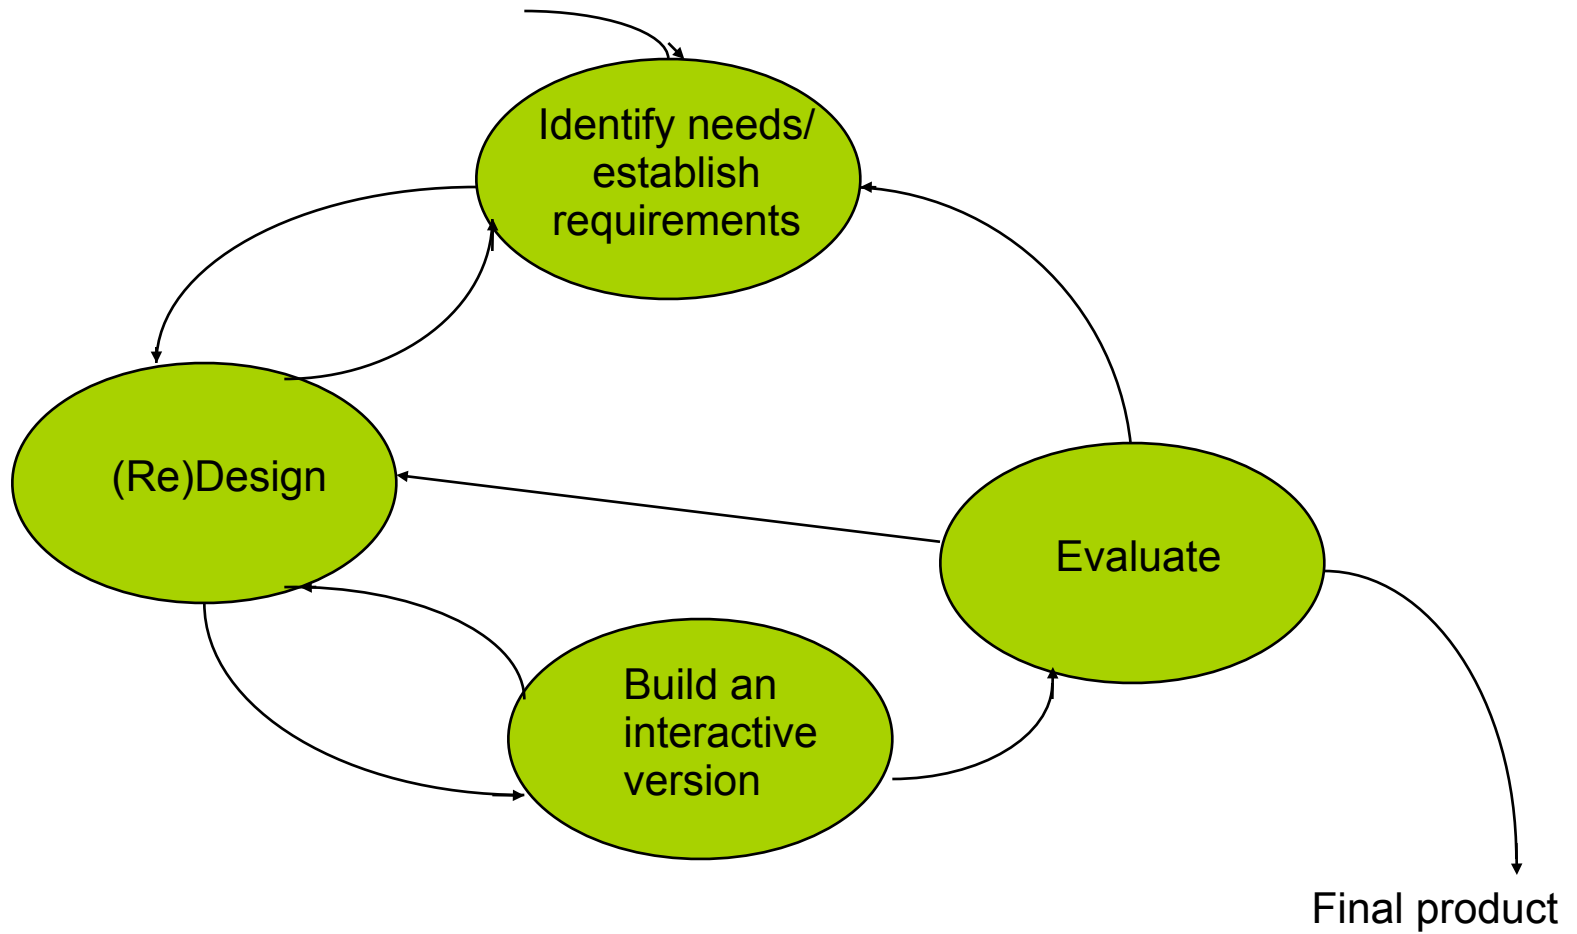 Identify needs/
establish
requirements
(Re)Design
Evaluate
Build an
interactive
version
Final product